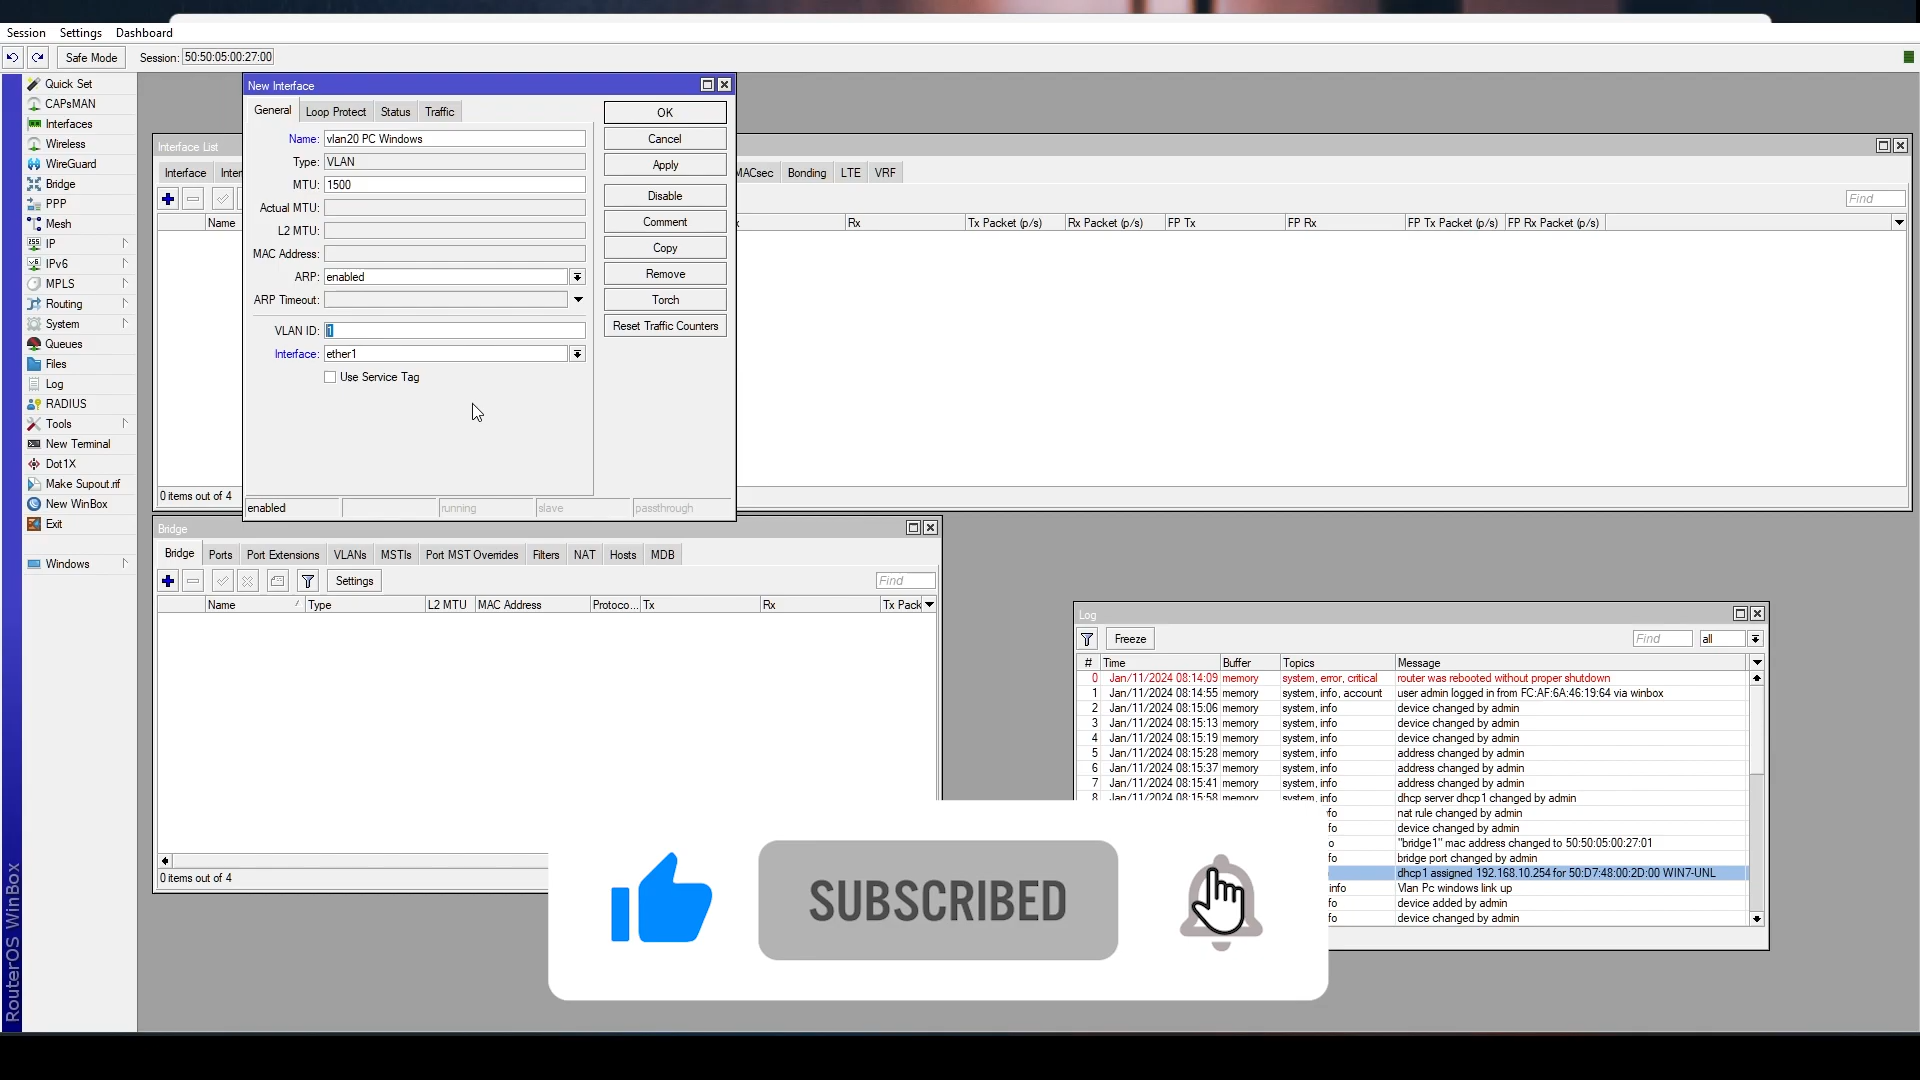 Session Settings Dashboard
Safe Mode Session: 50:50:05:00:27:00
Quick Set
CAPsMAN
Interfaces
Wireless
WireGuard
Bridge
PPP
Mesh
IP
IPv6
MPLS
Routing
System
Queues
Files
Log
RADIUS
Tools
New Terminal
Dot1X
Make Supout.rif
New WinBox
Exit
Windows
RouterOS WinBox
New Interface
General Loop Protect Status Traffic
Name: vlan20 PC Windows
Type: VLAN
MTU: 1500
Actual MTU:
L2 MTU:
MAC Address:
ARP: enabled
ARP Timeout:
VLAN ID: 1
Interface: ether1
Use Service Tag
OK
Cancel
Apply
Disable
Comment
Copy
Remove
Torch
Reset Traffic Counters
enabled running slave passthrough
Interface List
Interface Bonding LTE VRF
Find
Name Rx Tx Packet (p/s) Rx Packet (p/s) FP Tx FP Rx FP Tx Packet (p/s) FP Rx Packet (p/s)
0 items out of 4
Bridge
Bridge Ports Port Extensions VLANs MSTIs Port MST Overrides Filters NAT Hosts MDB
Settings Find
Name Type L2 MTU MAC Address Protoco... Tx Rx Tx Pack
0 items out of 4
Log
Freeze Find all
# Time Buffer Topics Message
0 Jan/11/2024 08:14:09 memory system, error, critical router was rebooted without proper shutdown
1 Jan/11/2024 08:14:55 memory system, info, account user admin logged in from FC:AF:6A:46:19:64 via winbox
2 Jan/11/2024 08:15:06 memory system, info device changed by admin
3 Jan/11/2024 08:15:13 memory system, info device changed by admin
4 Jan/11/2024 08:15:19 memory system, info device changed by admin
5 Jan/11/2024 08:15:28 memory system, info address changed by admin
6 Jan/11/2024 08:15:37 memory system, info address changed by admin
7 Jan/11/2024 08:15:41 memory system, info address changed by admin
8 Jan/11/2024 08:15:58 memory system, info dhcp server dhcp1 changed by admin
fo nat rule changed by admin
fo device changed by admin
o "bridge1" mac address changed to 50:50:05:00:27:01
fo bridge port changed by admin
dhcp1 assigned 192.168.10.254 for 50:D7:48:00:2D:00 WIN7-UNL
info Vlan Pc windows link up
fo device added by admin
fo device changed by admin
SUBSCRIBED